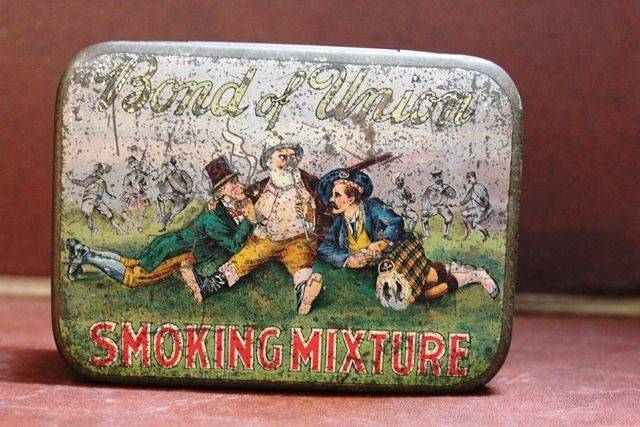 Bond of Union
SMOKING MIXTURE